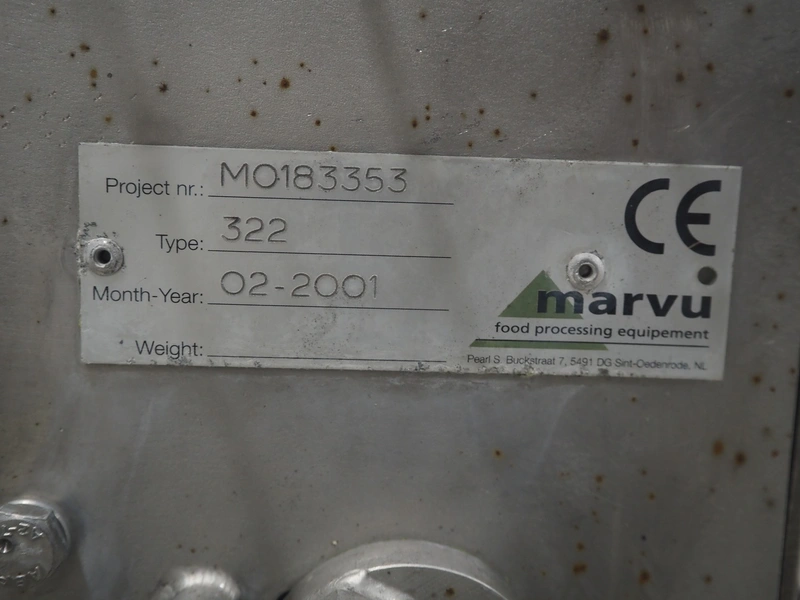 Project nr.: MO183353
Type: 322
Month-Year: 02-2001
Weight:
CE
marvu
food processing equipement
Pearl S. Buckstraat 7, 5491 DG Sint-Oedenrode, NL